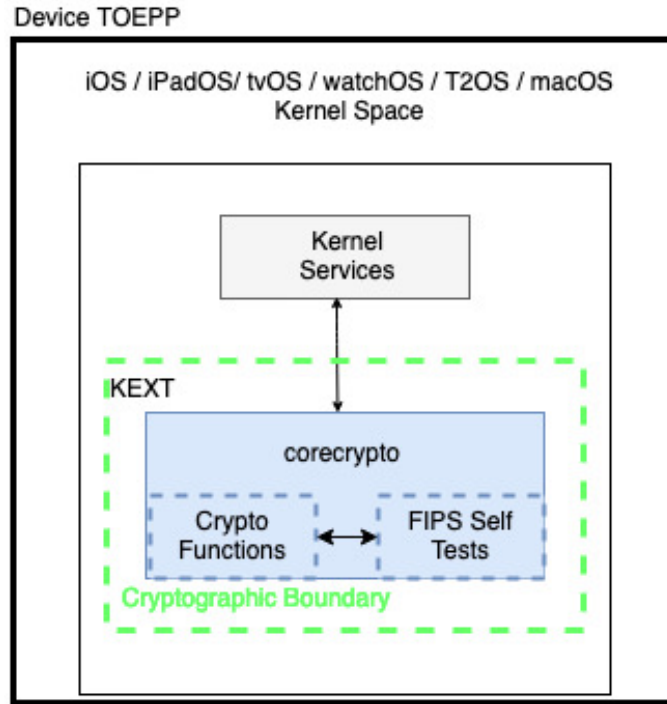 Device TOEPP
iOS / iPadOS/ tvOS / watchOS / T2OS / macOS
Kernel Space
Kernel
Services
KEXT
corecrypto
Crypto
Functions
FIPS Self
Tests
Cryptographic Boundary